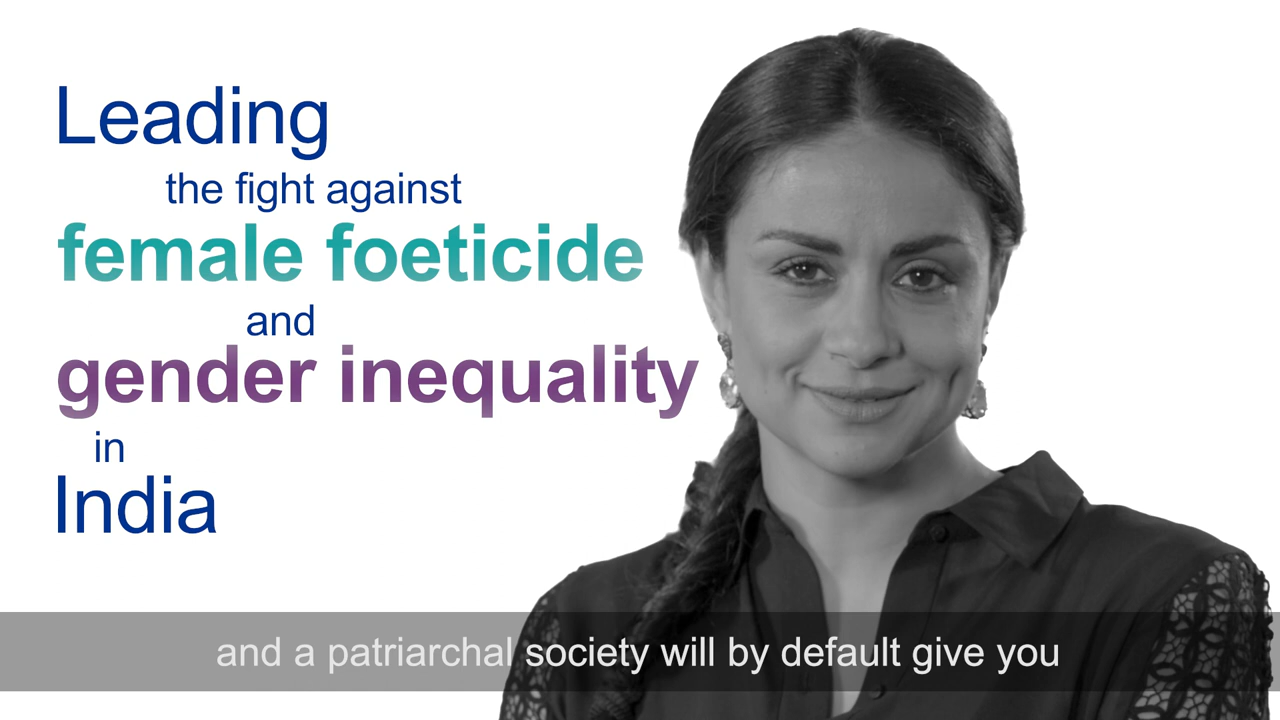 Leading
the fight against
female foeticide
and
gender inequality
in
India
and a patriarchal society will by default give you